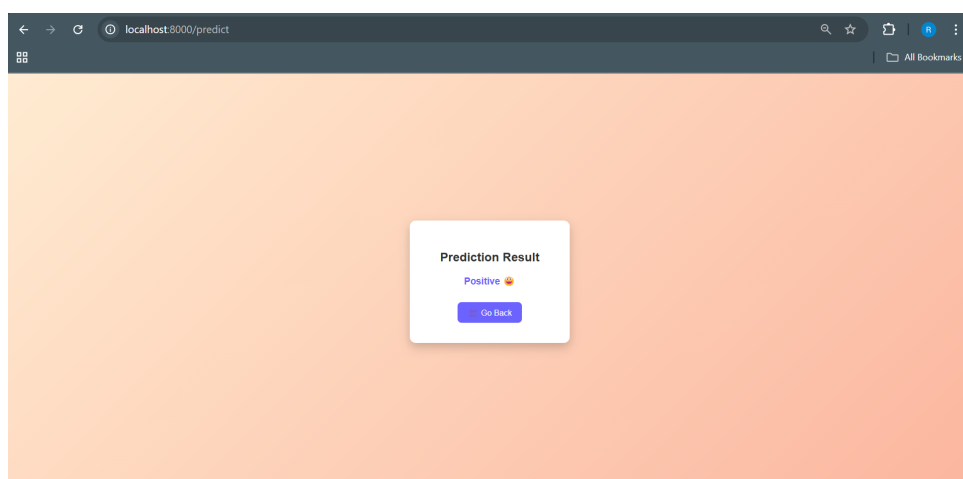 localhost:8000/predict
R
All Bookmarks
Prediction Result
Positive 😀
Go Back